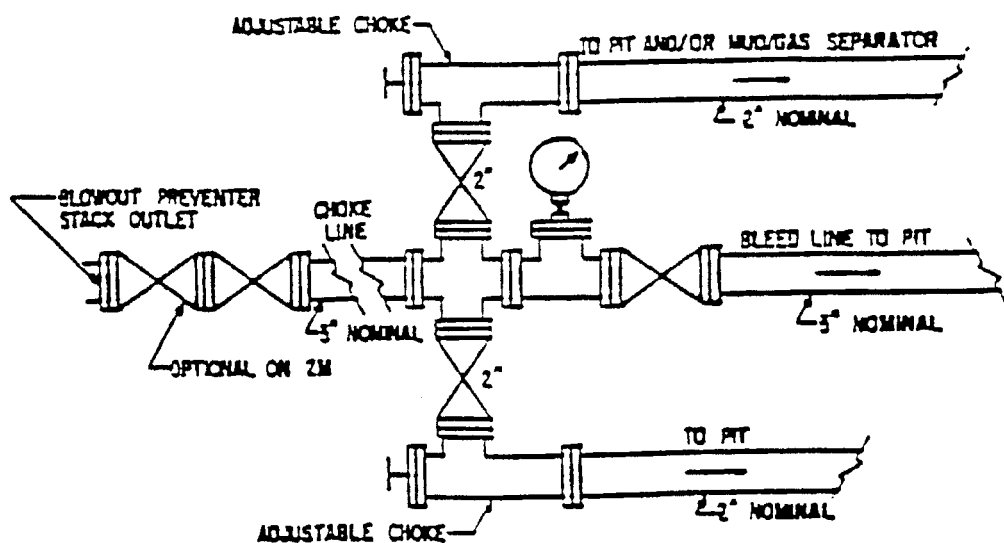 ADJUSTABLE CHOKE
TO PIT AND/OR MUD/GAS SEPARATOR
2" NOMINAL
2"
BLOWOUT PREVENTER
STACK OUTLET
CHOKE
LINE
BLEED LINE TO PIT
3" NOMINAL
3" NOMINAL
OPTIONAL ON 2M
2"
TO PIT
2" NOMINAL
ADJUSTABLE CHOKE